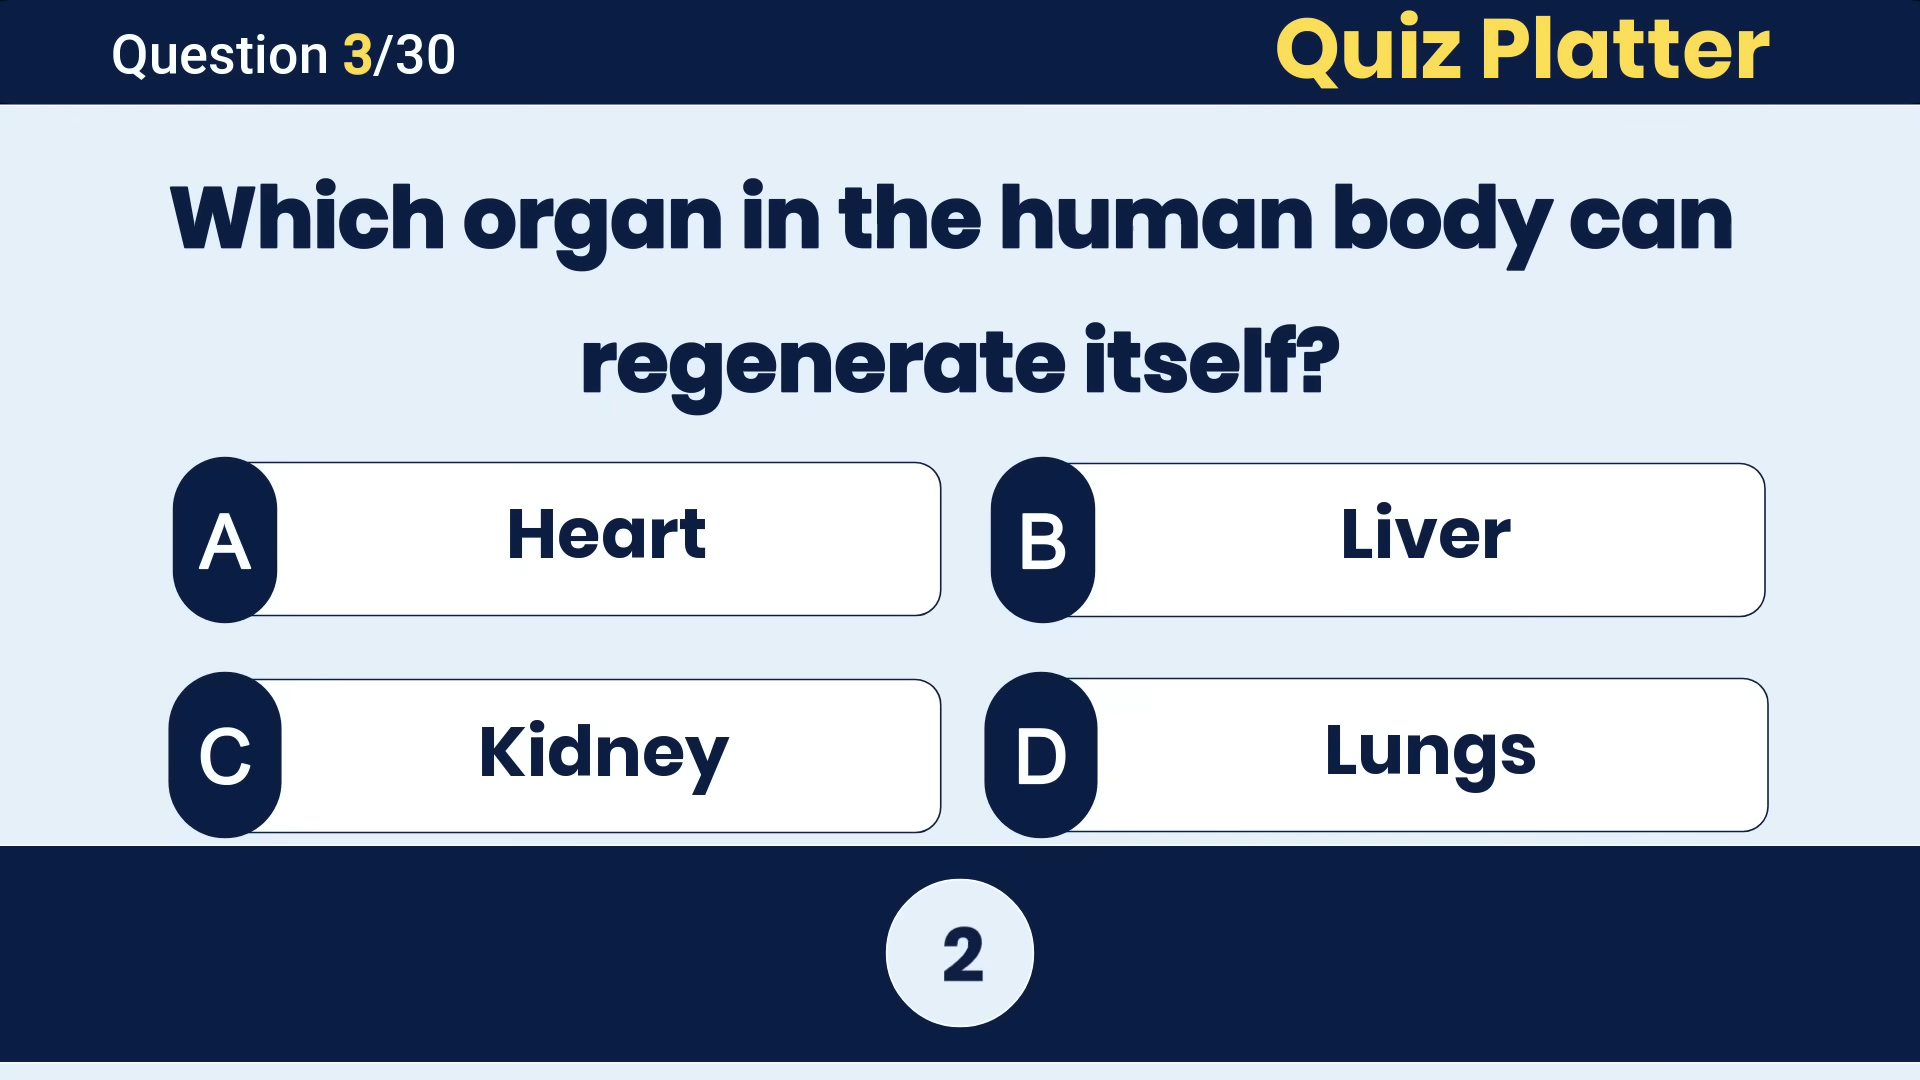 Question 3/30
Quiz Platter
Which organ in the human body can
regenerate itself?
A Heart
B Liver
C Kidney
D Lungs
2